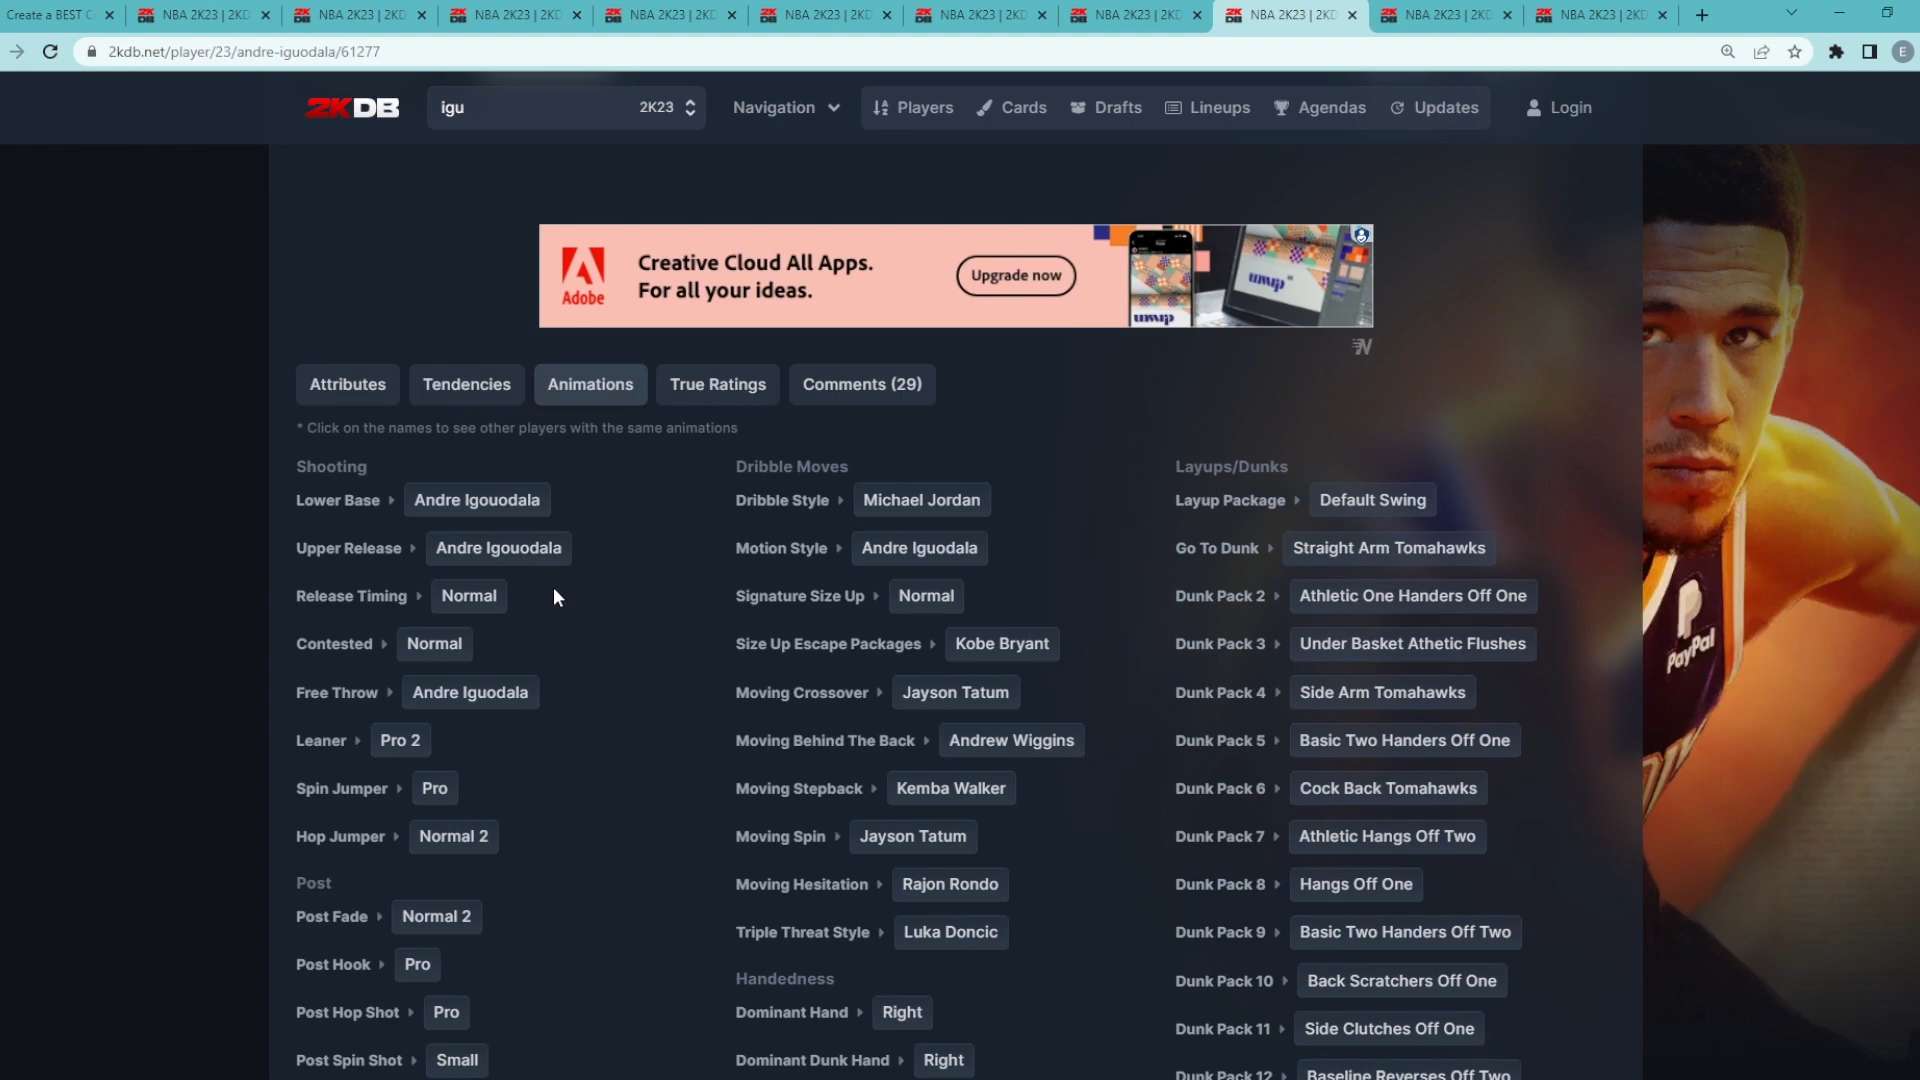 Create a BEST C
NBA 2K23 | 2KD
NBA 2K23 | 2KD
NBA 2K23 | 2KD
NBA 2K23 | 2KD
NBA 2K23 | 2KD
NBA 2K23 | 2KD
NBA 2K23 | 2KD
NBA 2K23 | 2KD
NBA 2K23 | 2KD
NBA 2K23 | 2KD
2kdb.net/player/23/andre-iguodala/61277
E
2KDB
igu
2K23
Navigation
Players
Cards
Drafts
Lineups
Agendas
Updates
Login
Adobe
Creative Cloud All Apps.
For all your ideas.
Upgrade now
Attributes
Tendencies
Animations
True Ratings
Comments (29)
* Click on the names to see other players with the same animations
Shooting
Lower Base Andre Igouodala
Upper Release Andre Igouodala
Release Timing Normal
Contested Normal
Free Throw Andre Iguodala
Leaner Pro 2
Spin Jumper Pro
Hop Jumper Normal 2
Post
Post Fade Normal 2
Post Hook Pro
Post Hop Shot Pro
Post Spin Shot Small
Dribble Moves
Dribble Style Michael Jordan
Motion Style Andre Iguodala
Signature Size Up Normal
Size Up Escape Packages Kobe Bryant
Moving Crossover Jayson Tatum
Moving Behind The Back Andrew Wiggins
Moving Stepback Kemba Walker
Moving Spin Jayson Tatum
Moving Hesitation Rajon Rondo
Triple Threat Style Luka Doncic
Handedness
Dominant Hand Right
Dominant Dunk Hand Right
Layups/Dunks
Layup Package Default Swing
Go To Dunk Straight Arm Tomahawks
Dunk Pack 2 Athletic One Handers Off One
Dunk Pack 3 Under Basket Athetic Flushes
Dunk Pack 4 Side Arm Tomahawks
Dunk Pack 5 Basic Two Handers Off One
Dunk Pack 6 Cock Back Tomahawks
Dunk Pack 7 Athletic Hangs Off Two
Dunk Pack 8 Hangs Off One
Dunk Pack 9 Basic Two Handers Off Two
Dunk Pack 10 Back Scratchers Off One
Dunk Pack 11 Side Clutches Off One
Dunk Pack 12 Baseline Reverses Off Two
PayPal